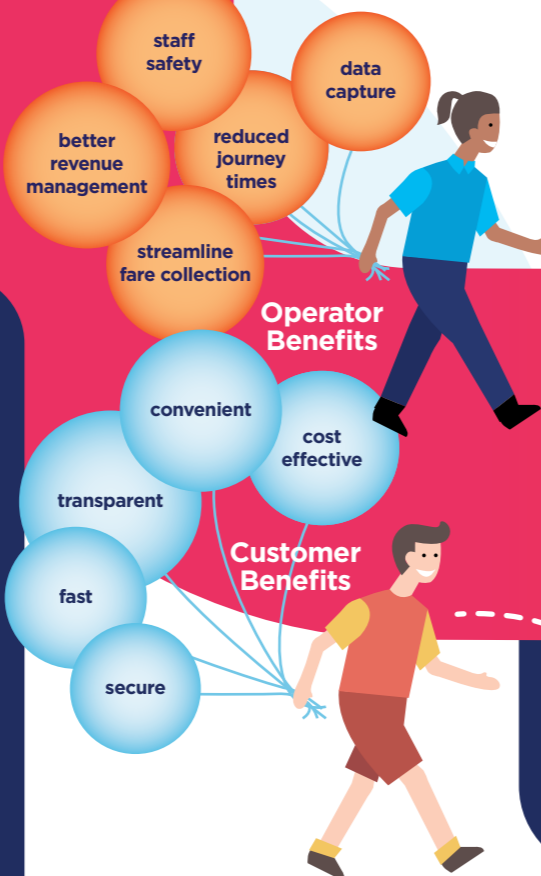 staff
safety
data
capture
better
revenue
management
reduced
journey
times
streamline
fare collection
Operator
Benefits
convenient
cost
effective
transparent
Customer
Benefits
fast
secure